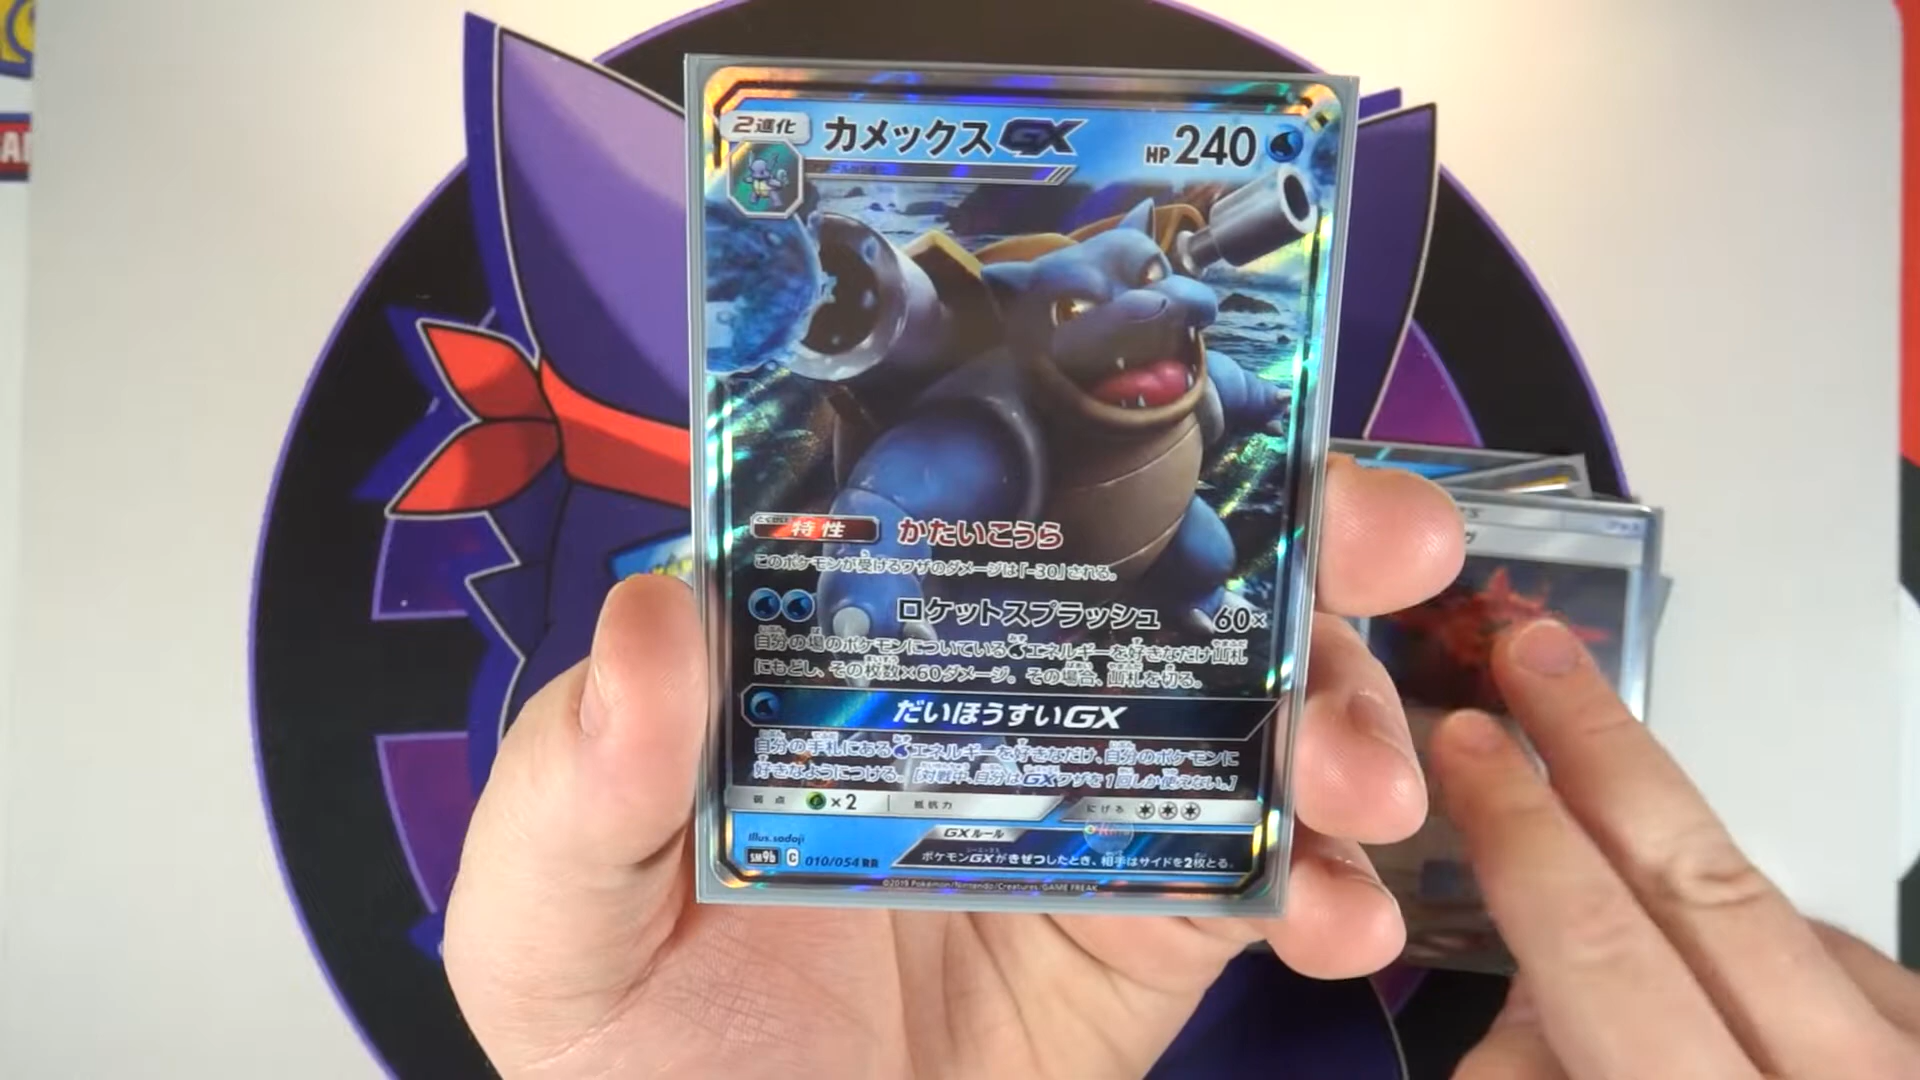 2進化 カメックスGX HP240
とくせい
特性 かたいこうら
このポケモンが受けるワザのダメージは「-30」される。
ロケットスプラッシュ 60×
自分の場のポケモンについているエネルギーを好きなだけ山札
にもどし、その枚数×60ダメージ。その場合、山札を切る。
だいほうすいGX
自分の手札にあるエネルギーを好きなだけ、自分のポケモンに
好きなようにつける。[対戦中、自分はGXワザを1回しか使えない。]
弱点 ×2 抵抗力 にげる
Illus. sadaji
GXルール
ポケモンGXがきぜつしたとき、相手はサイドを2枚とる。
SM9b C 010/054 RR
©2019 Pokémon/Nintendo/Creatures/GAME FREAK